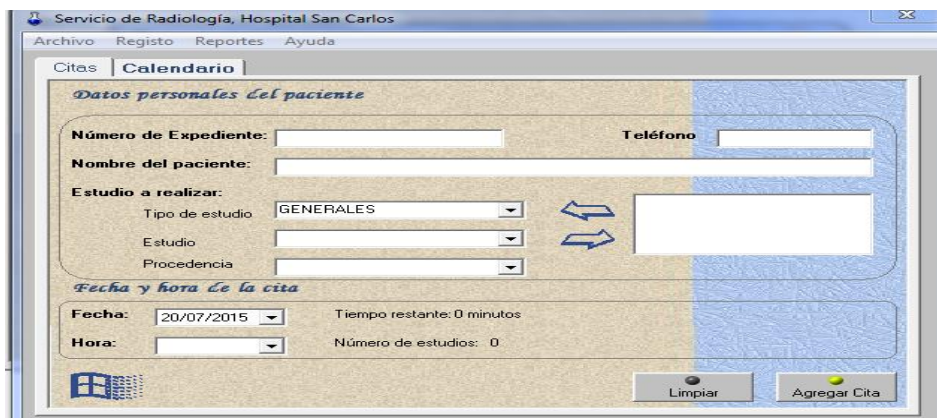 Servicio de Radiología, Hospital San Carlos
Archivo Registo Reportes Ayuda
Citas Calendario
Datos personales del paciente
Número de Expediente: Teléfono
Nombre del paciente:
Estudio a realizar:
Tipo de estudio GENERALES
Estudio
Procedencia
Fecha y hora de la cita
Fecha: 20/07/2015 Tiempo restante: 0 minutos
Hora: Número de estudios: 0
Limpiar Agregar Cita